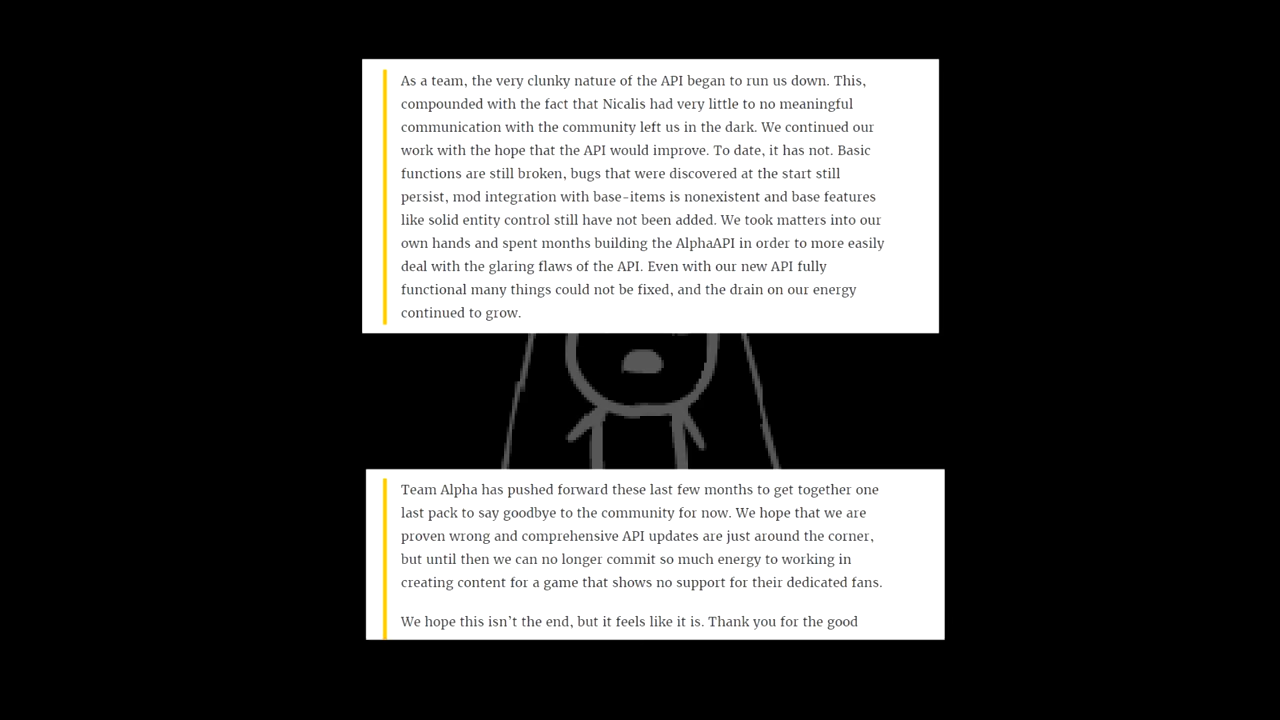 As a team, the very clunky nature of the API began to run us down. This,
compounded with the fact that Nicalis had very little to no meaningful
communication with the community left us in the dark. We continued our
work with the hope that the API would improve. To date, it has not. Basic
functions are still broken, bugs that were discovered at the start still
persist, mod integration with base-items is nonexistent and base features
like solid entity control still have not been added. We took matters into our
own hands and spent months building the AlphaAPI in order to more easily
deal with the glaring flaws of the API. Even with our new API fully
functional many things could not be fixed, and the drain on our energy
continued to grow.
Team Alpha has pushed forward these last few months to get together one
last pack to say goodbye to the community for now. We hope that we are
proven wrong and comprehensive API updates are just around the corner,
but until then we can no longer commit so much energy to working in
creating content for a game that shows no support for their dedicated fans.
We hope this isn’t the end, but it feels like it is. Thank you for the good